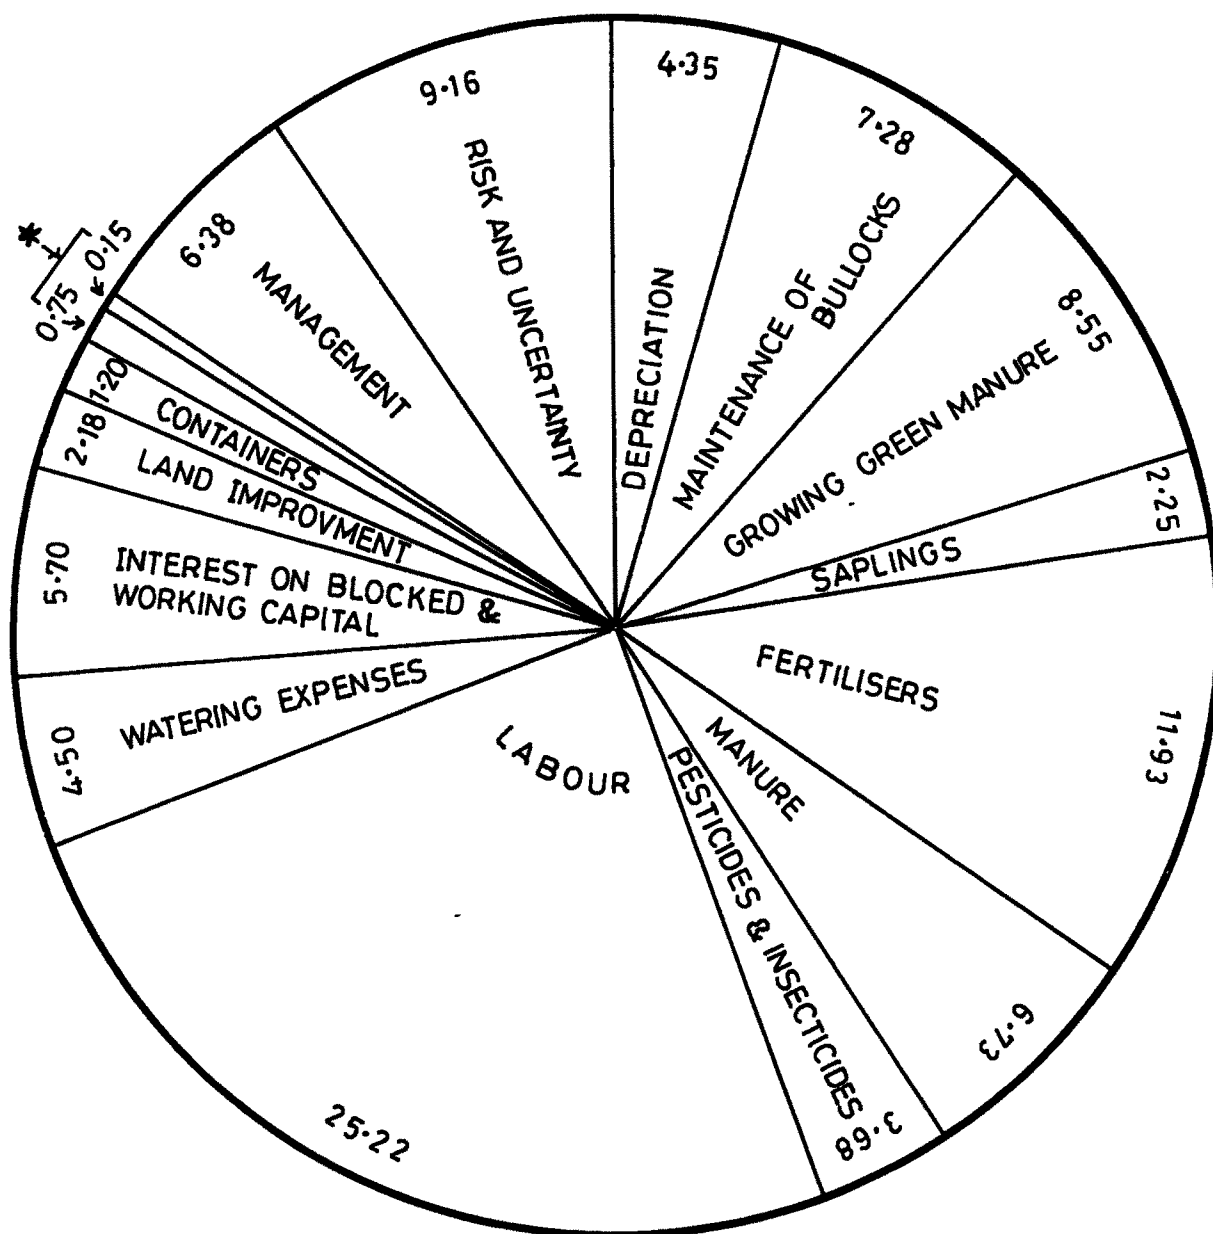 4·35
DEPRECIATION
7·28
MAINTENANCE OF
BULLOCKS
8·55
GROWING GREEN MANURE
2·25
SAPLINGS
11·93
FERTILISERS
6·73
MANURE
3·68
PESTICIDES & INSECTICIDES
25·22
LABOUR
4·50
WATERING EXPENSES
5·70
INTEREST ON BLOCKED &
WORKING CAPITAL
2·18
LAND IMPROVMENT
1·20
CONTAINERS
0·75
0·15
*
6·38
MANAGEMENT
9·16
RISK AND UNCERTAINTY